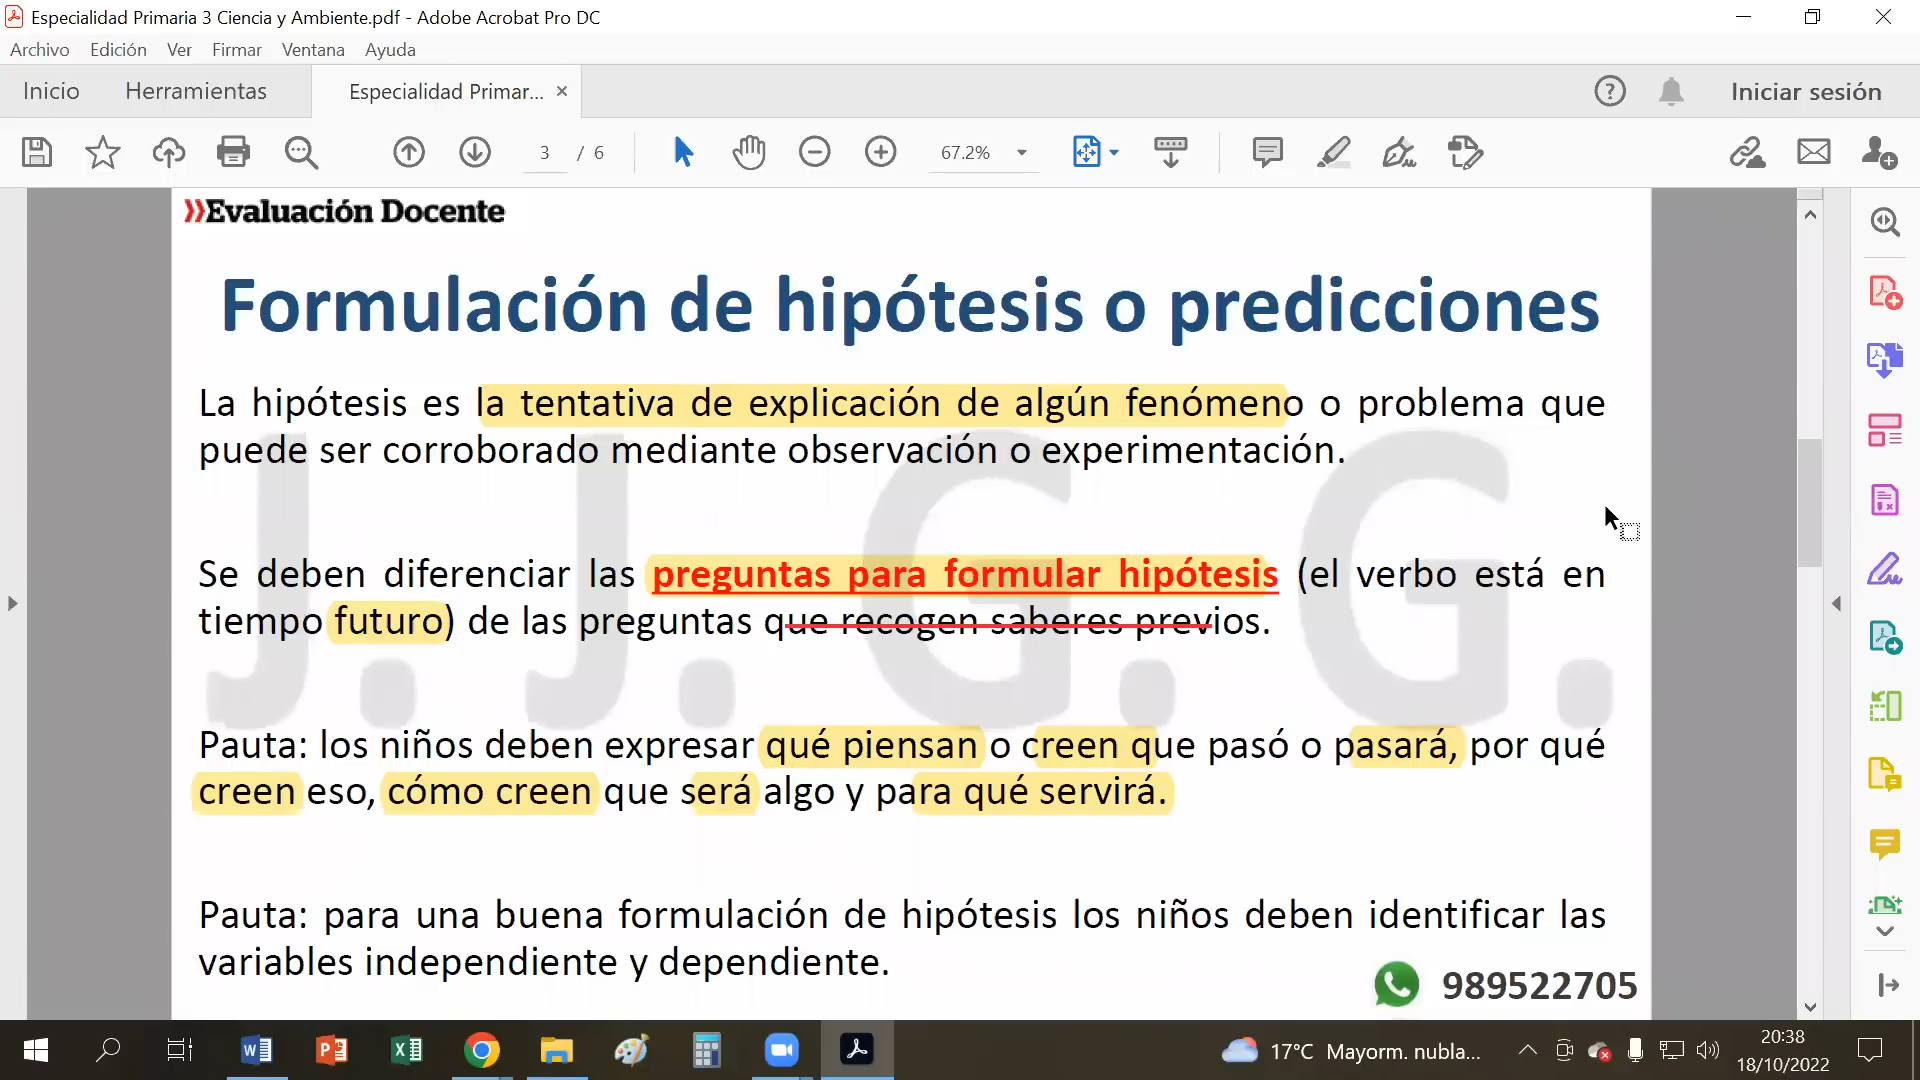 Especialidad Primaria 3 Ciencia y Ambiente.pdf - Adobe Acrobat Pro DC
Archivo Edición Ver Firmar Ventana Ayuda
Inicio Herramientas Especialidad Primar... × Iniciar sesión
3 / 6 67.2%
»Evaluación Docente
Formulación de hipótesis o predicciones
La hipótesis es la tentativa de explicación de algún fenómeno o problema que
puede ser corroborado mediante observación o experimentación.
Se deben diferenciar las preguntas para formular hipótesis (el verbo está en
tiempo futuro) de las preguntas que recogen saberes previos.
Pauta: los niños deben expresar qué piensan o creen que pasó o pasará, por qué
creen eso, cómo creen que será algo y para qué servirá.
Pauta: para una buena formulación de hipótesis los niños deben identificar las
variables independiente y dependiente.
989522705
J. J. G. G.
17°C Mayorm. nubla... 20:38
18/10/2022